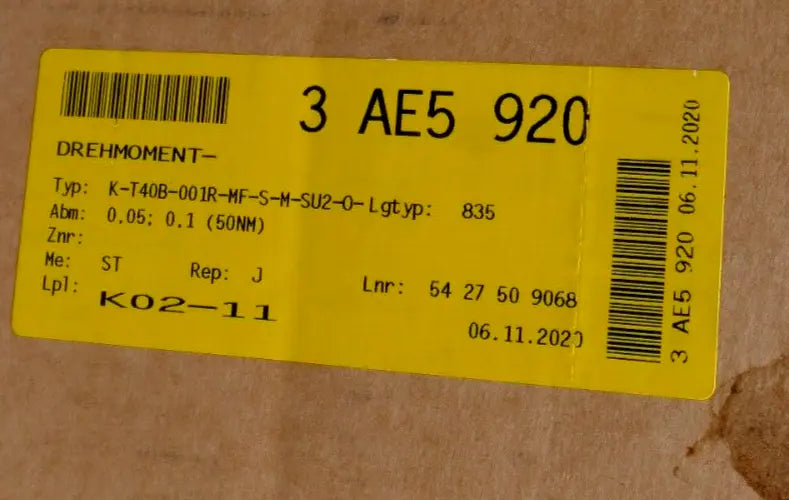 3 AE5 920
DREHMOMENT-
Typ: K-T40B-001R-MF-S-M-SU2-0- Lgtyp: 835
Abm: 0.05; 0.1 (50NM)
Znr:
Me: ST Rep: J
Lnr: 54 27 50 9068
Lpl: K02-11
06.11.2020
3 AE5 920 06.11.2020